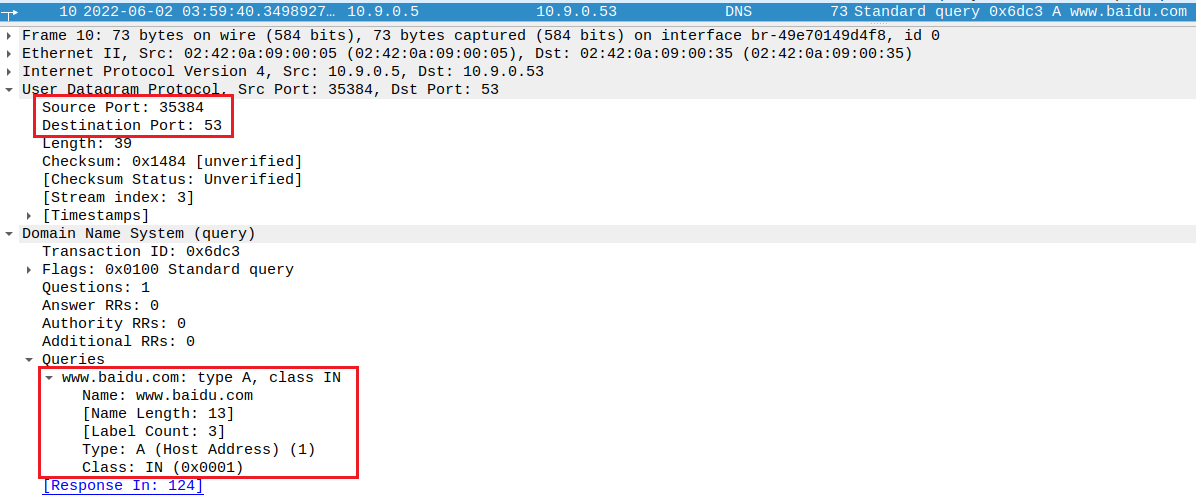 10 2022-06-02 03:59:40.3498927… 10.9.0.5 10.9.0.53 DNS 73 Standard query 0x6dc3 A www.baidu.com
Frame 10: 73 bytes on wire (584 bits), 73 bytes captured (584 bits) on interface br-49e70149d4f8, id 0
Ethernet II, Src: 02:42:0a:09:00:05 (02:42:0a:09:00:05), Dst: 02:42:0a:09:00:35 (02:42:0a:09:00:35)
Internet Protocol Version 4, Src: 10.9.0.5, Dst: 10.9.0.53
User Datagram Protocol, Src Port: 35384, Dst Port: 53
Source Port: 35384
Destination Port: 53
Length: 39
Checksum: 0x1484 [unverified]
[Checksum Status: Unverified]
[Stream index: 3]
[Timestamps]
Domain Name System (query)
Transaction ID: 0x6dc3
Flags: 0x0100 Standard query
Questions: 1
Answer RRs: 0
Authority RRs: 0
Additional RRs: 0
Queries
www.baidu.com: type A, class IN
Name: www.baidu.com
[Name Length: 13]
[Label Count: 3]
Type: A (Host Address) (1)
Class: IN (0x0001)
[Response In: 124]